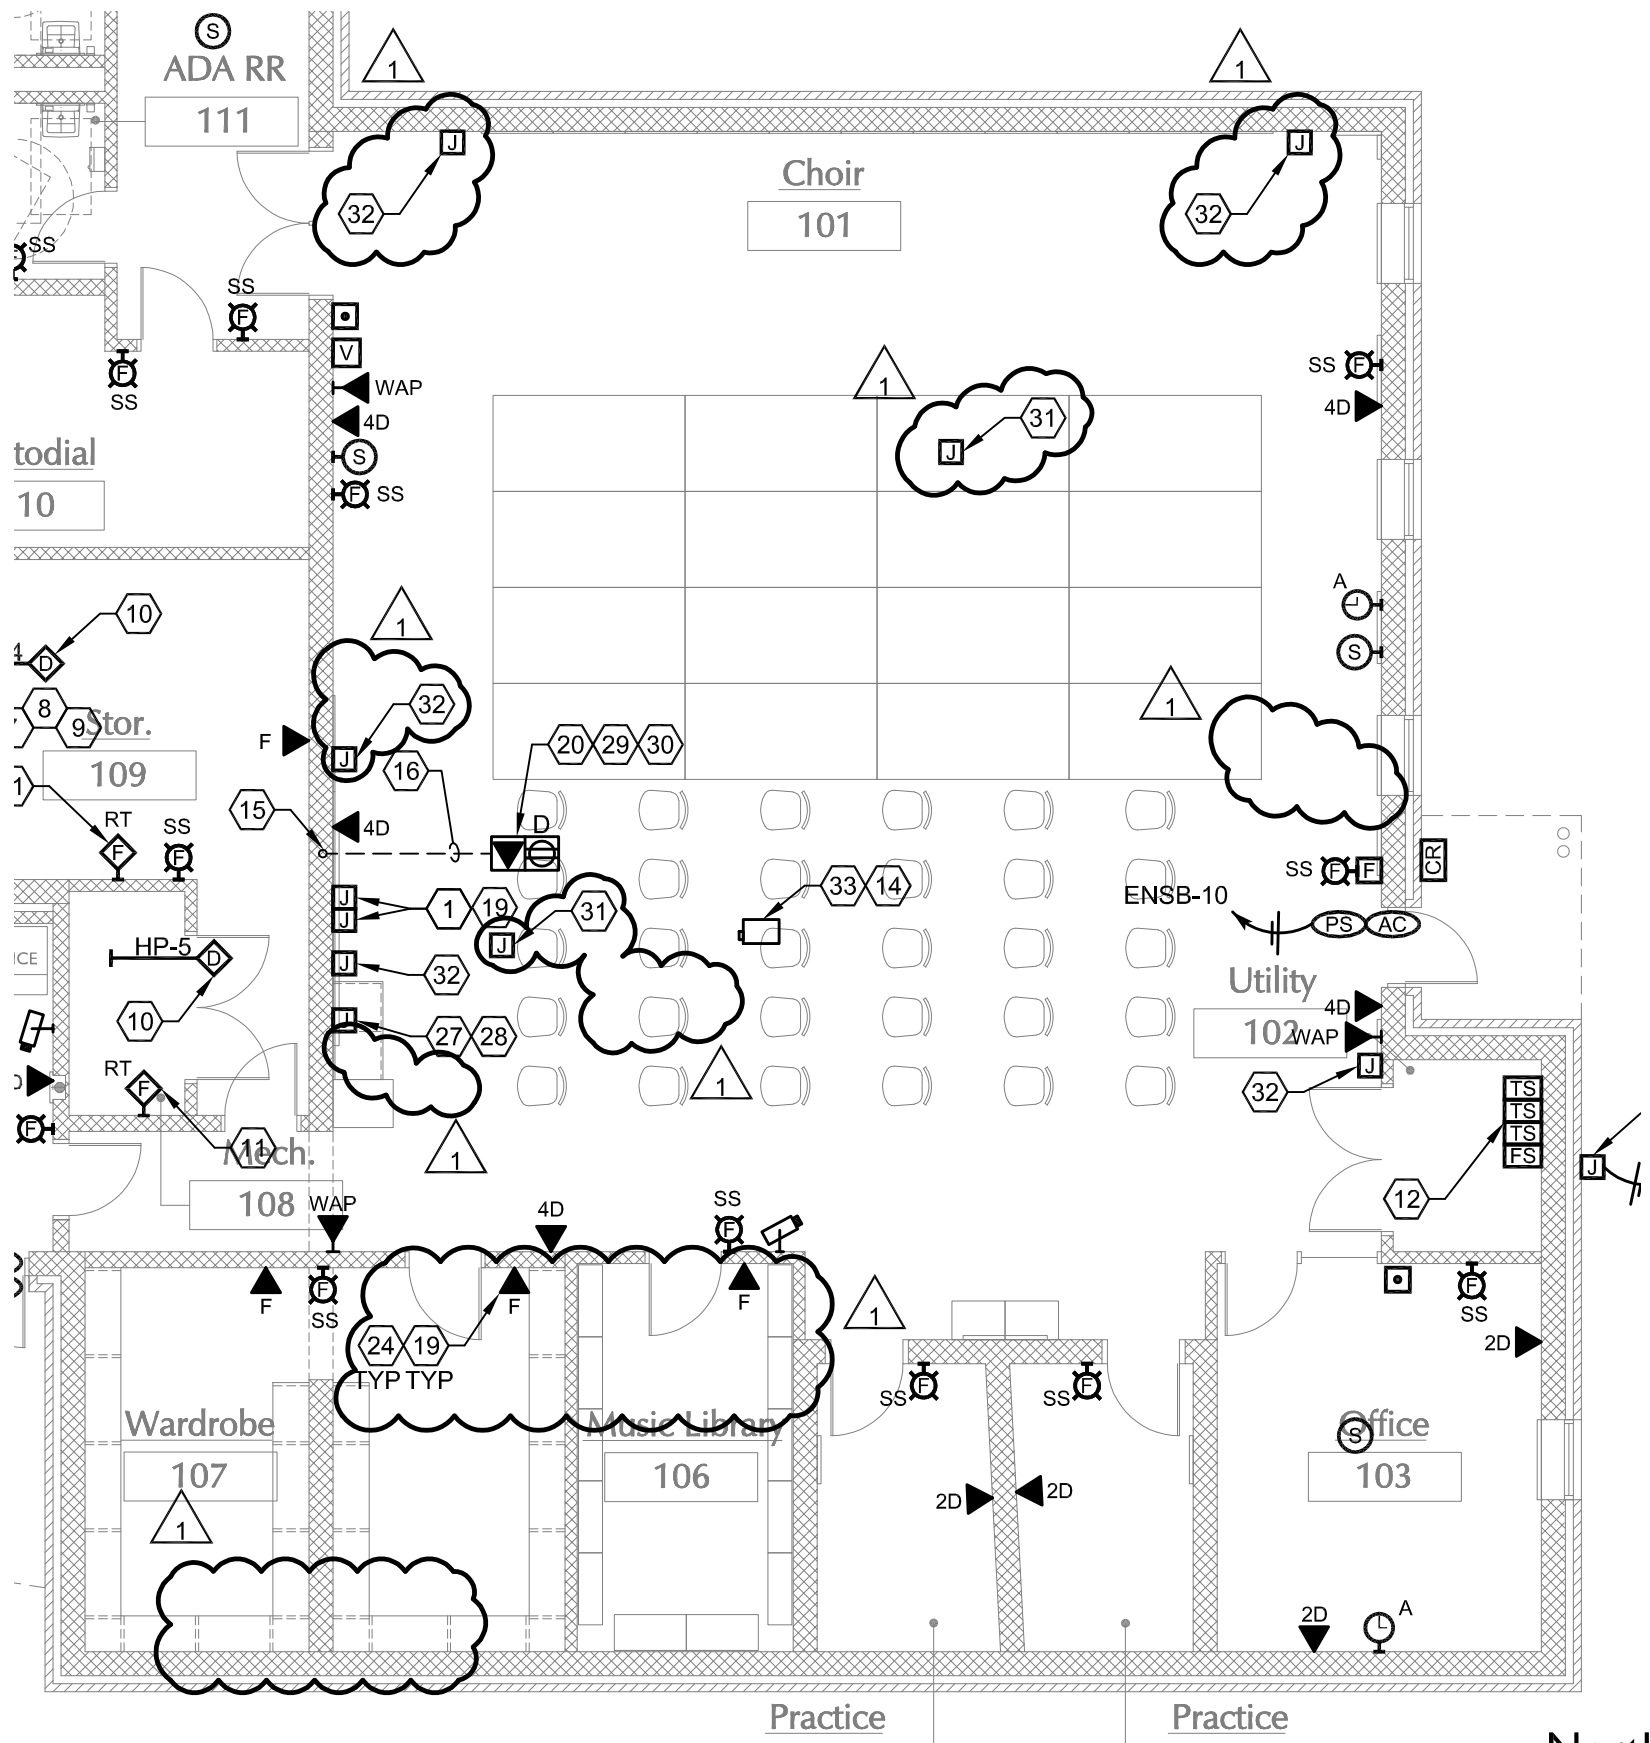 S
ADA RR
111
1
1
J
J
32
32
Choir
101
SS
SS
F
SS
F
SS
V
WAP
4D
S
F SS
1
31
J
SS F
4D
todial
10
A
S
10
D
8
9
Stor.
109
1
32
J
F
16
15
20 29 30
D
1
RT
F
SS
F
4D
J
J
1 19
31
J
33 14
SS F F
CR
ENSB-10
PS AC
HP-5
D
J
32
10
J
27 28
Utility
102
4D
WAP
J
32
1
RT
F
F
11
Mech.
108
1
TS
TS
TS
FS
12
J
WAP
4D
SS
F
F
F
SS
F
F
24 19
TYP TYP
1
F
SS
2D
SS F
SS F
Wardrobe
107
Music Library
106
Office
S
103
2D
2D
1
2D
A
Practice
Practice